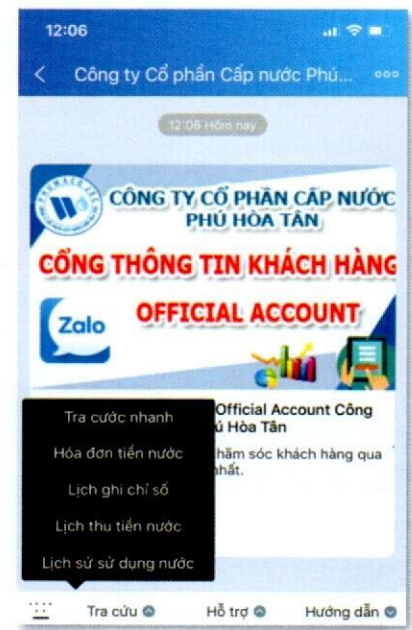 12:06
Công ty Cổ phần Cấp nước Phú...
12:06 Hôm nay
CÔNG TY CỔ PHẦN CẤP NƯỚC
PHÚ HÒA TÂN
CỔNG THÔNG TIN KHÁCH HÀNG
OFFICIAL ACCOUNT
Zalo
Official Account Công
ú Hòa Tân
hăm sóc khách hàng qua
nhất.
Tra cước nhanh
Hóa đơn tiền nước
Lịch ghi chỉ số
Lịch thu tiền nước
Lịch sử sử dụng nước
Tra cứu
Hỗ trợ
Hướng dẫn